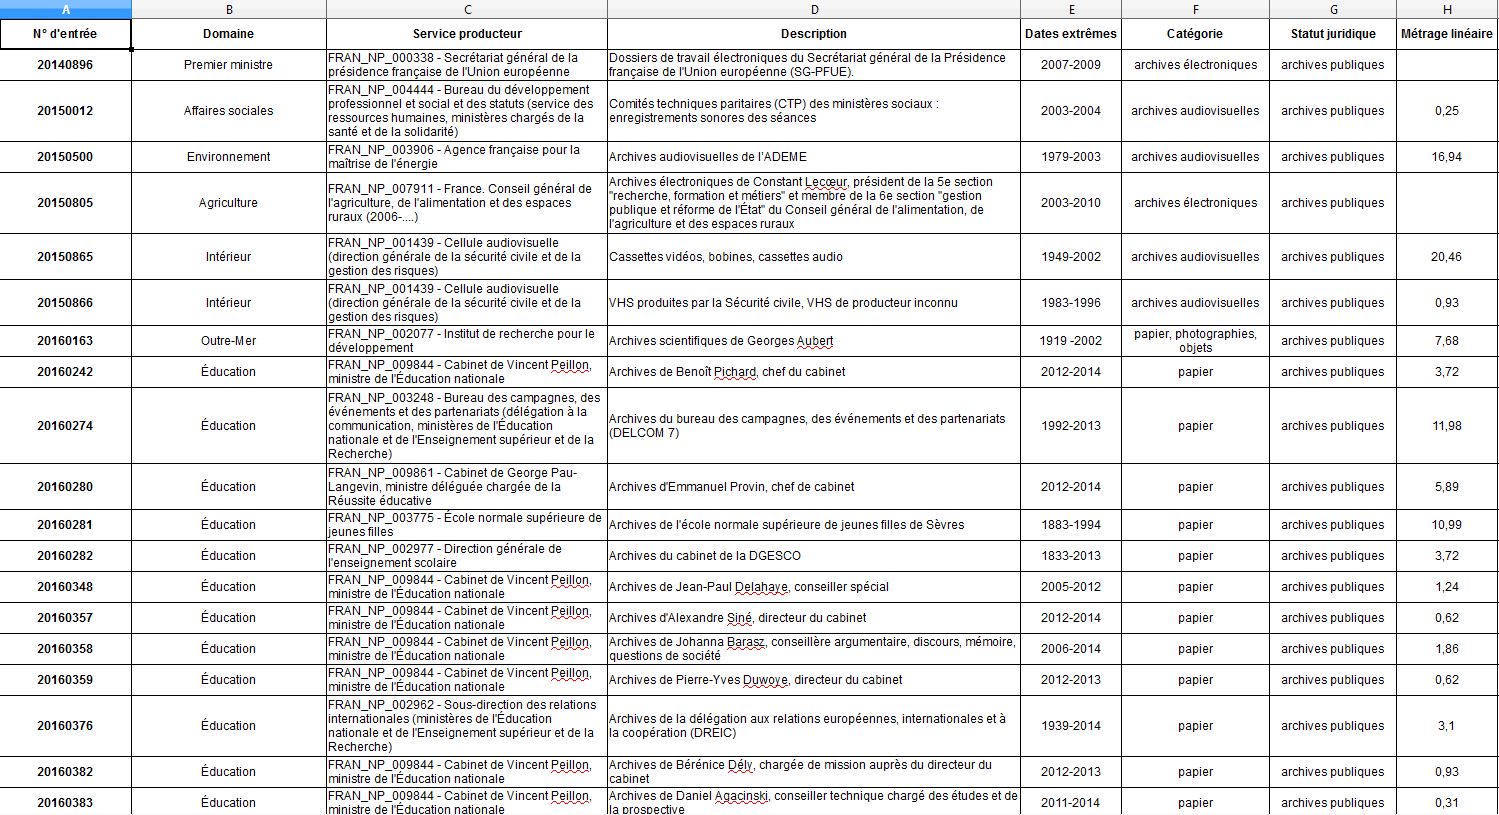 A B C D E F G H
N° d'entrée Domaine Service producteur Description Dates extrêmes Catégorie Statut juridique Métrage linéaire
20140896 Premier ministre FRAN_NP_000338 - Secrétariat général de la
présidence française de l'Union européenne Dossiers de travail électroniques du Secrétariat général de la Présidence
française de l'Union européenne (SG-PFUE). 2007-2009 archives électroniques archives publiques
20150012 Affaires sociales FRAN_NP_004444 - Bureau du développement
professionnel et social et des statuts (service des
ressources humaines, ministères chargés de la
santé et de la solidarité) Comités techniques paritaires (CTP) des ministères sociaux :
enregistrements sonores des séances 2003-2004 archives audiovisuelles archives publiques 0,25
20150500 Environnement FRAN_NP_003906 - Agence française pour la
maîtrise de l'énergie Archives audiovisuelles de l'ADEME 1979-2003 archives audiovisuelles archives publiques 16,94
20150805 Agriculture FRAN_NP_007911 - France. Conseil général de
l'agriculture, de l'alimentation et des espaces
ruraux (2006-....) Archives électroniques de Constant Lecœur, président de la 5e section
"recherche, formation et métiers" et membre de la 6e section "gestion
publique et réforme de l'État" du Conseil général de l'alimentation, de
l'agriculture et des espaces ruraux 2003-2010 archives électroniques archives publiques
20150865 Intérieur FRAN_NP_001439 - Cellule audiovisuelle
(direction générale de la sécurité civile et de la
gestion des risques) Cassettes vidéos, bobines, cassettes audio 1949-2002 archives audiovisuelles archives publiques 20,46
20150866 Intérieur FRAN_NP_001439 - Cellule audiovisuelle
(direction générale de la sécurité civile et de la
gestion des risques) VHS produites par la Sécurité civile, VHS de producteur inconnu 1983-1996 archives audiovisuelles archives publiques 0,93
20160163 Outre-Mer FRAN_NP_002077 - Institut de recherche pour le
développement Archives scientifiques de Georges Aubert 1919 -2002 papier, photographies,
objets archives publiques 7,68
20160242 Éducation FRAN_NP_009844 - Cabinet de Vincent Peillon,
ministre de l'Éducation nationale Archives de Benoît Pichard, chef du cabinet 2012-2014 papier archives publiques 3,72
20160274 Éducation FRAN_NP_003248 - Bureau des campagnes, des
événements et des partenariats (délégation à la
communication, ministères de l'Éducation
nationale et de l'Enseignement supérieur et de la
Recherche) Archives du bureau des campagnes, des événements et des partenariats
(DELCOM 7) 1992-2013 papier archives publiques 11,98
20160280 Éducation FRAN_NP_009861 - Cabinet de George Pau-
Langevin, ministre déléguée chargée de la
Réussite éducative Archives d'Emmanuel Provin, chef de cabinet 2012-2014 papier archives publiques 5,89
20160281 Éducation FRAN_NP_003775 - École normale supérieure de
jeunes filles Archives de l'école normale supérieure de jeunes filles de Sèvres 1883-1994 papier archives publiques 10,99
20160282 Éducation FRAN_NP_002977 - Direction générale de
l'enseignement scolaire Archives du cabinet de la DGESCO 1833-2013 papier archives publiques 3,72
20160348 Éducation FRAN_NP_009844 - Cabinet de Vincent Peillon,
ministre de l'Éducation nationale Archives de Jean-Paul Delahaye, conseiller spécial 2005-2012 papier archives publiques 1,24
20160357 Éducation FRAN_NP_009844 - Cabinet de Vincent Peillon,
ministre de l'Éducation nationale Archives d'Alexandre Siné, directeur du cabinet 2012-2014 papier archives publiques 0,62
20160358 Éducation FRAN_NP_009844 - Cabinet de Vincent Peillon,
ministre de l'Éducation nationale Archives de Johanna Barasz, conseillère argumentaire, discours, mémoire,
questions de société 2006-2014 papier archives publiques 1,86
20160359 Éducation FRAN_NP_009844 - Cabinet de Vincent Peillon,
ministre de l'Éducation nationale Archives de Pierre-Yves Duwoye, directeur du cabinet 2012-2013 papier archives publiques 0,62
20160376 Éducation FRAN_NP_002962 - Sous-direction des relations
internationales (ministères de l'Éducation
nationale et de l'Enseignement supérieur et de la
Recherche) Archives de la délégation aux relations européennes, internationales et à
la coopération (DREIC) 1939-2014 papier archives publiques 3,1
20160382 Éducation FRAN_NP_009844 - Cabinet de Vincent Peillon,
ministre de l'Éducation nationale Archives de Bérénice Dély, chargée de mission auprès du directeur du
cabinet 2012-2013 papier archives publiques 0,93
20160383 Éducation FRAN_NP_009844 - Cabinet de Vincent Peillon,
ministre de l'Éducation nationale Archives de Daniel Agacinski, conseiller technique chargé des études et de
la prospective 2011-2014 papier archives publiques 0,31